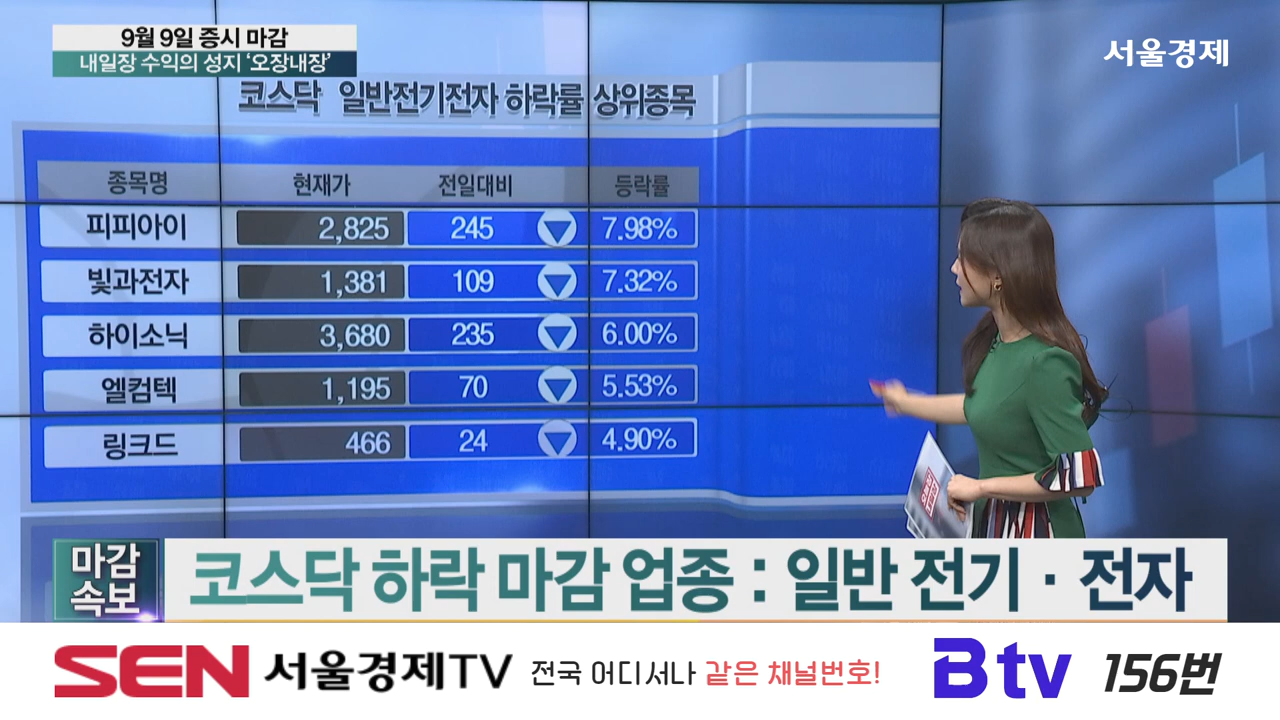 9월 9일 증시 마감
내일장 수익의 성지 '오장내장'
서울경제
코스닥 일반전기전자 하락률 상위종목
종목명 현재가 전일대비 등락률
피피아이 2,825 245 ▼ 7.98%
빛과전자 1,381 109 ▼ 7.32%
하이소닉 3,680 235 ▼ 6.00%
엘컴텍 1,195 70 ▼ 5.53%
링크드 466 24 ▼ 4.90%
마감
속보
코스닥 하락 마감 업종 : 일반 전기 · 전자
SEN 서울경제TV 전국 어디서나 같은 채널번호! B tv 156번